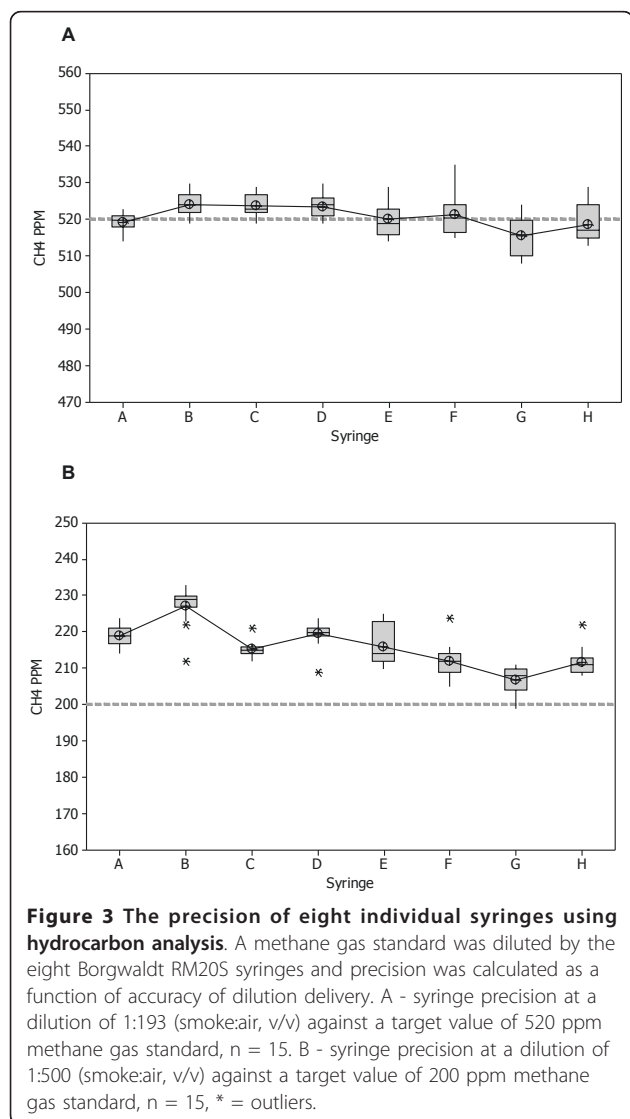 A
560
550
540
530
520
510
500
490
480
470
CH4 PPM
A B C D E F G H
Syringe
B
250
240
230
220
210
200
190
180
170
160
CH4 PPM
* * * * * *
A B C D E F G H
Syringe
Figure 3 The precision of eight individual syringes using
hydrocarbon analysis. A methane gas standard was diluted by the
eight Borgwaldt RM20S syringes and precision was calculated as a
function of accuracy of dilution delivery. A - syringe precision at a
dilution of 1:193 (smoke:air, v/v) against a target value of 520 ppm
methane gas standard, n = 15. B - syringe precision at a dilution of
1:500 (smoke:air, v/v) against a target value of 200 ppm methane
gas standard, n = 15, * = outliers.